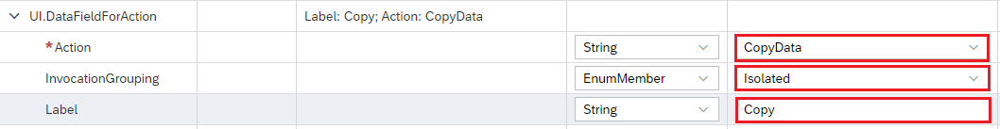 UI.DataFieldForAction Label: Copy; Action: CopyData
*Action String CopyData
InvocationGrouping EnumMember Isolated
Label String Copy